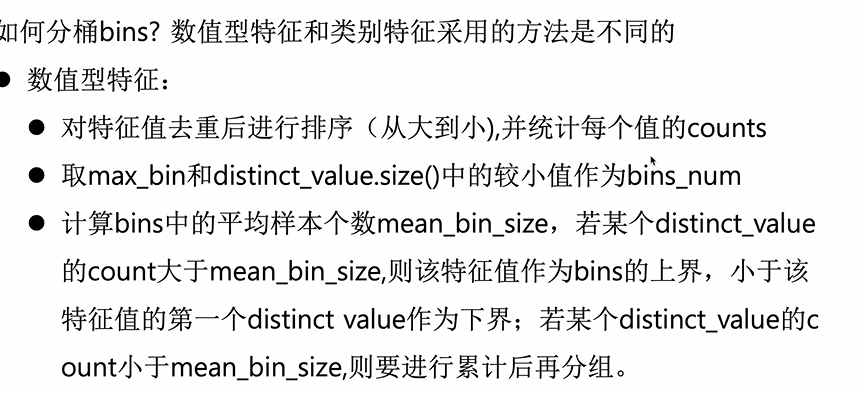 如何分桶bins? 数值型特征和类别特征采用的方法是不同的
● 数值型特征：
● 对特征值去重后进行排序（从大到小),并统计每个值的counts
● 取max_bin和distinct_value.size()中的较小值作为bins_num
● 计算bins中的平均样本个数mean_bin_size，若某个distinct_value
的count大于mean_bin_size,则该特征值作为bins的上界，小于该
特征值的第一个distinct value作为下界；若某个distinct_value的c
ount小于mean_bin_size,则要进行累计后再分组。